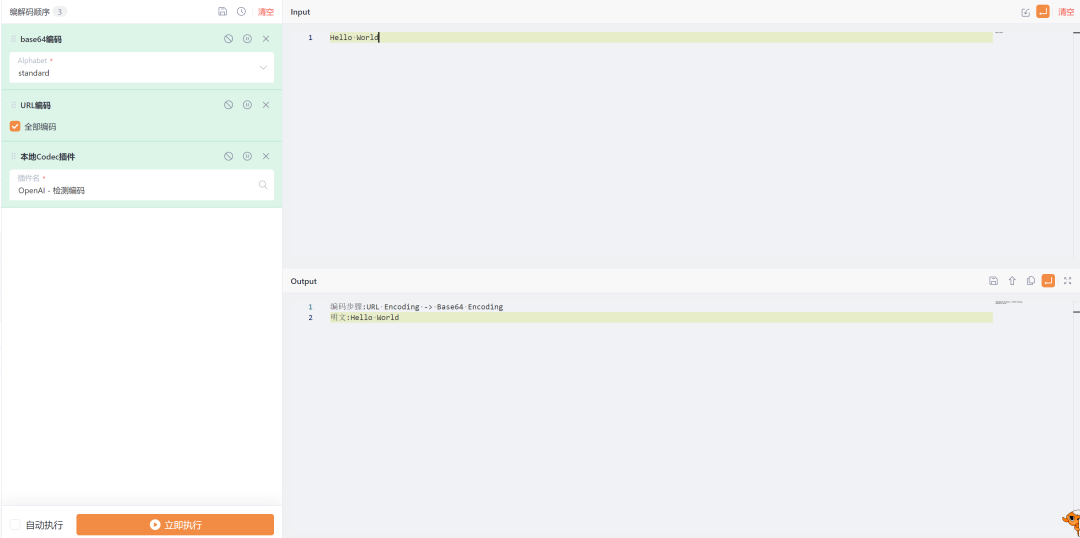 编解码顺序 3 清空
base64编码
Alphabet *
standard
URL编码
全部编码
本地Codec插件
插件名 *
OpenAI - 检测编码
自动执行 立即执行
Input 清空
1 Hello World
Output
1 编码步骤:URL Encoding -> Base64 Encoding
2 明文:Hello World